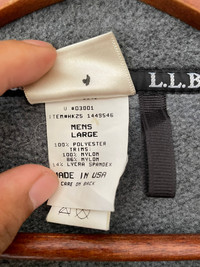 L.L.B
U #03001
ITEM#HK25 1449546
MENS
LARGE
100% POLYESTER
TRIMS
100% NYLON
86% NYLON
14% LYCRA SPANDEX
MADE IN USA
CARE ON BACK